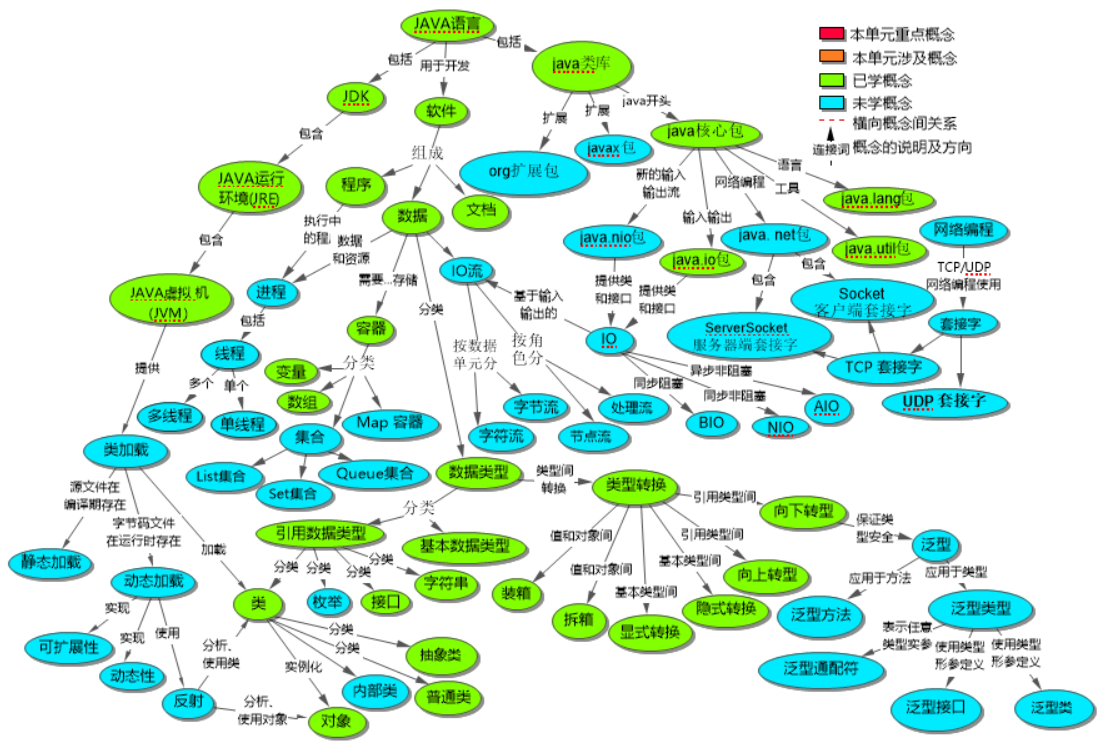 JAVA语言
包括
包括
用于开发
java类库
JDK
软件
扩展
扩展
java开头
javax包
java核心包
org扩展包
本单元重点概念
本单元涉及概念
已学概念
未学概念
横向概念间关系
连接词
概念的说明及方向
包含
组成
JAVA运行
环境(JRE)
程序
数据
文档
新的输入
输出流
网络编程
语言
工具
输入输出
java.lang包
执行中
的程,
数据
和资源
java.nio包
java. net包
java.util包
java.io包
网络编程
包含
IO流
需要...存储
分类
基于输入
输出的
提供类
和接口
提供类
和接口
包含
包含
TCP/UDP
网络编程使用
JAVA虚拟 机
(JVM)
进程
Socket
客户端套接字
容器
包括
IO
ServerSocket
服务器端套接字
套接字
线程
分类
按数据
单元分
按角
色分
TCP 套接字
提供
多个
单个
变量
数组
异步非阻塞
同步阻塞
同步非阻塞
多线程
单线程
Map 容器
字节流
处理流
BIO
NIO
AIO
UDP 套接字
集合
字符流
节点流
类加载
List集合
Set集合
Queue集合
数据类型
类型间
转换
类型转换
引用类型间
向下转型
源文件在
编译期存在
字节码文件
在运行时存在
加载
分类
引用数据类型
基本数据类型
值和对象间
值和对象间
基本类型间
基本类型间
引用类型间
保证类
型安全
泛型
静态加载
动态加载
分类
分类
分类
分类
枚举
接口
字符串
装箱
拆箱
显式转换
隐式转换
向上转型
应用于方法
应用于类型
泛型方法
泛型类型
类
实现
实现
使用
可扩展性
动态性
反射
分析、
使用类
分析、
使用对象
实例化
分类
分类
抽象类
内部类
普通类
对象
表示任意
类型实参
使用类型
形参定义
使用类型
形参定义
泛型通配符
泛型接口
泛型类